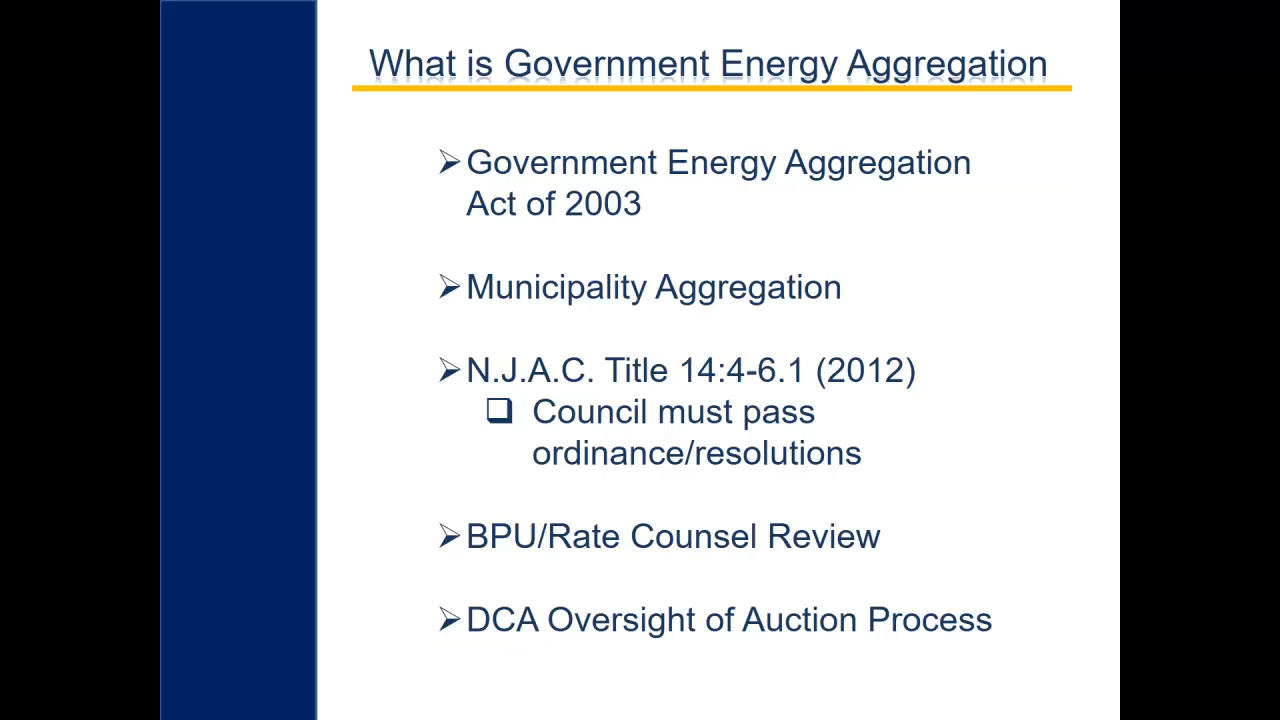 What is Government Energy Aggregation
➢Government Energy Aggregation
Act of 2003
➢Municipality Aggregation
➢N.J.A.C. Title 14:4-6.1 (2012)
❑ Council must pass
ordinance/resolutions
➢BPU/Rate Counsel Review
➢DCA Oversight of Auction Process